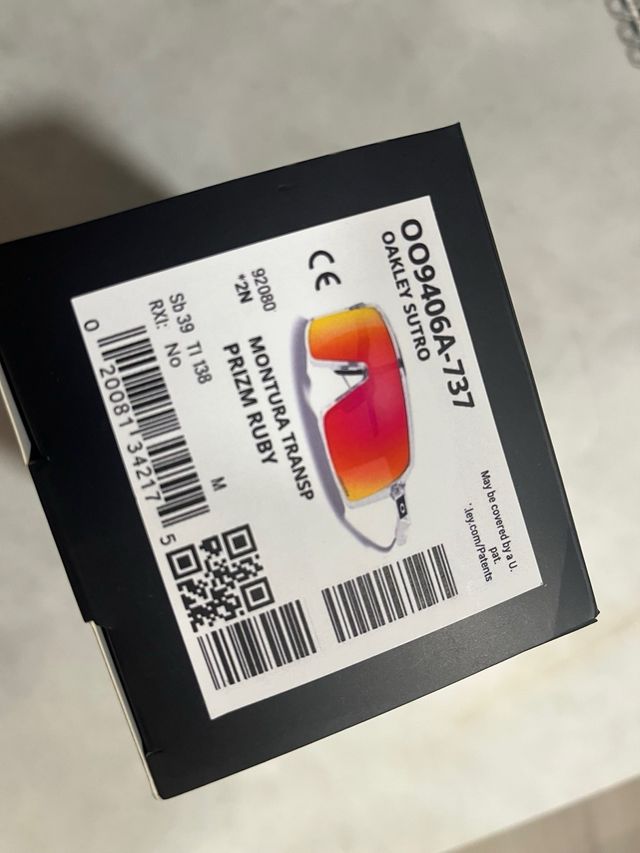 OO9406A-737
OAKLEY SUTRO
CE
92080
*2N
MONTURA TRANSP
PRIZM RUBY
Sb 39 Tl 138 M
RXI: No
0 20081 34217 5
May be covered by a U.
pat.
.ley.com/Patents